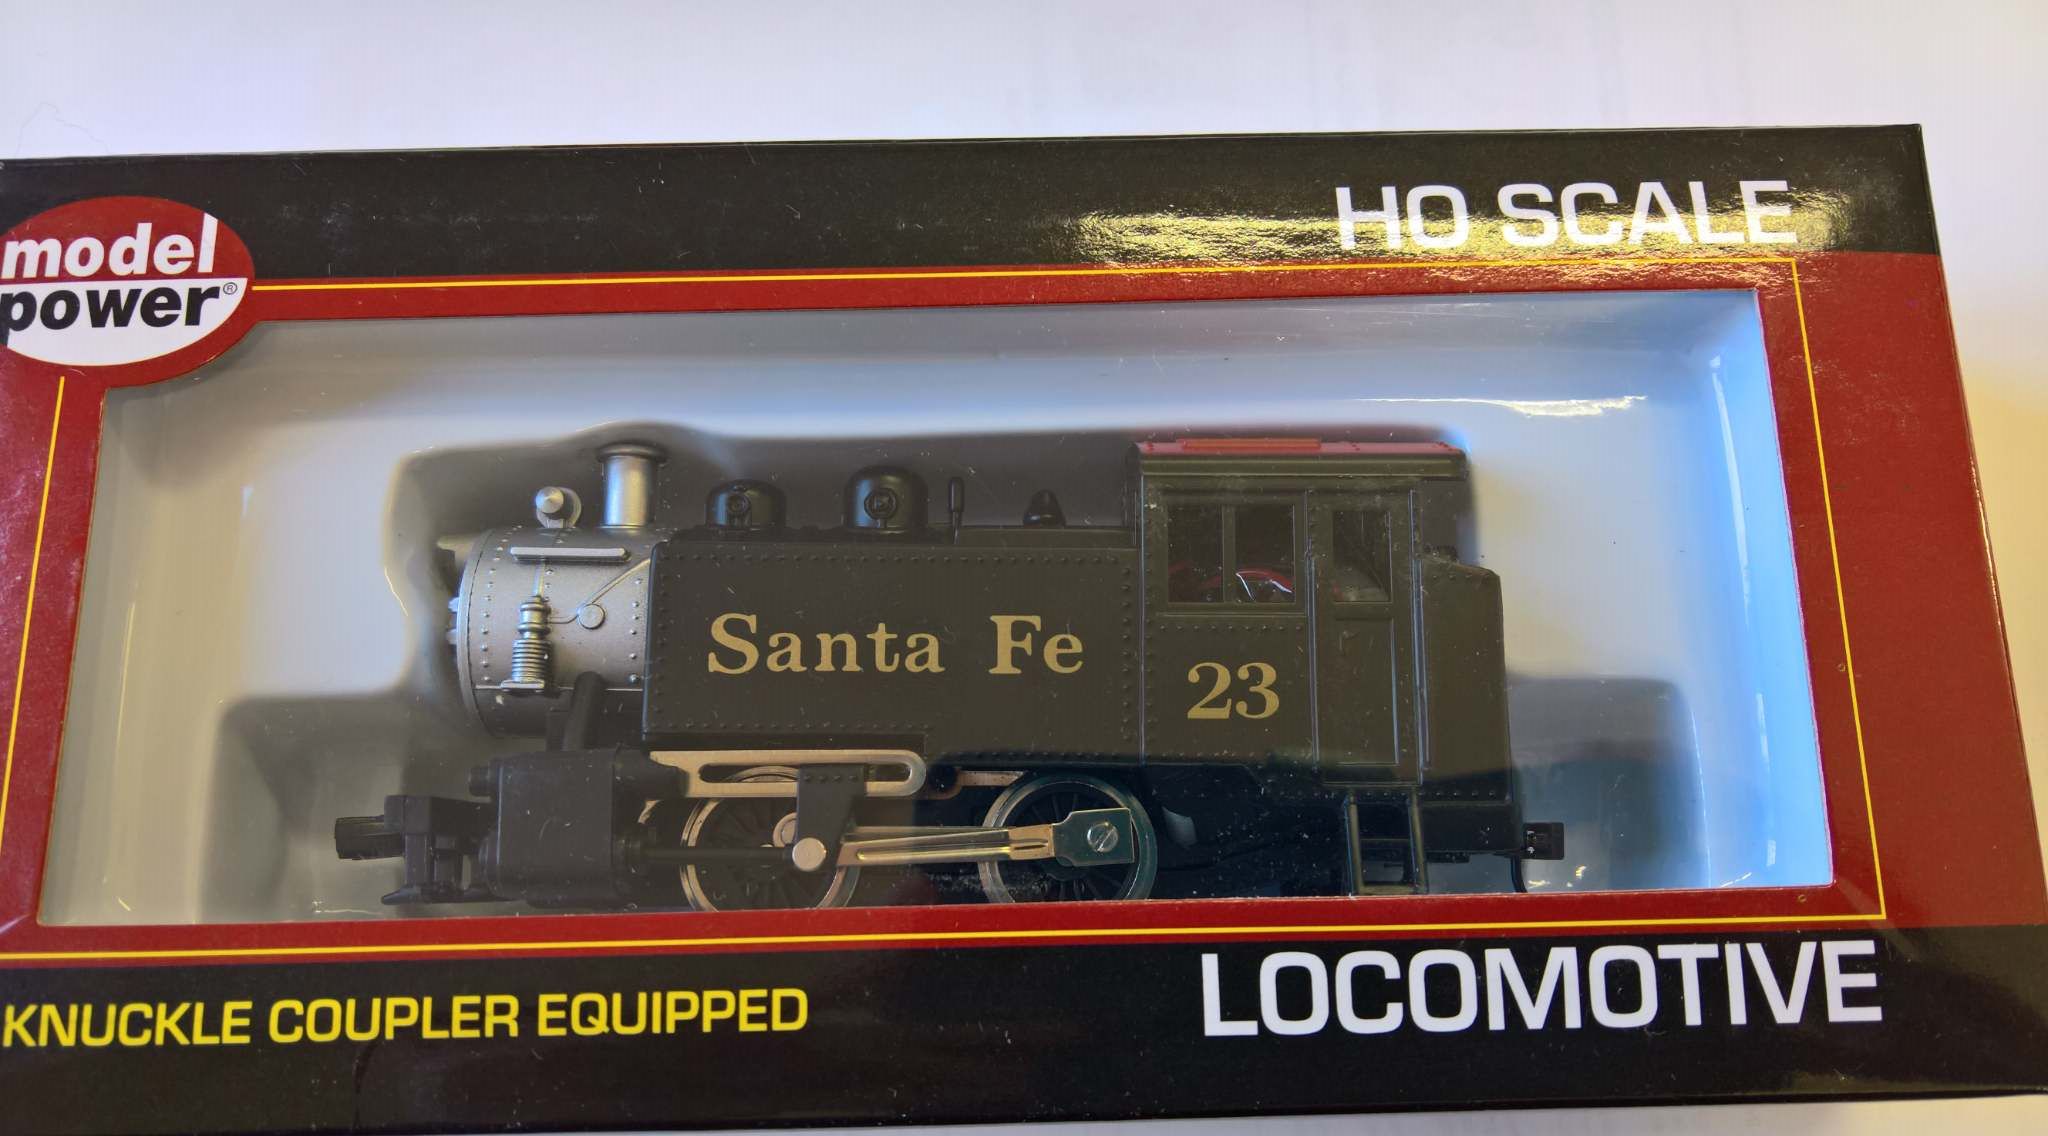 model
power®
HO SCALE
Santa Fe
23
KNUCKLE COUPLER EQUIPPED
LOCOMOTIVE